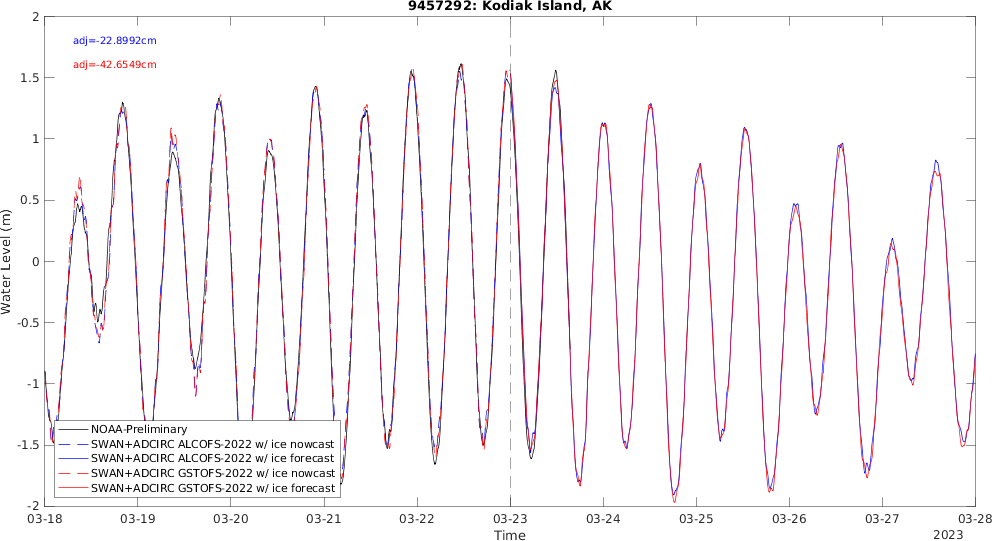 9457292: Kodiak Island, AK
2
1.5
1
0.5
0
-0.5
-1
-1.5
-2
Water Level (m)
adj=-22.8992cm
adj=-42.6549cm
NOAA-Preliminary
SWAN+ADCIRC ALCOFS-2022 w/ ice nowcast
SWAN+ADCIRC ALCOFS-2022 w/ ice forecast
SWAN+ADCIRC GSTOFS-2022 w/ ice nowcast
SWAN+ADCIRC GSTOFS-2022 w/ ice forecast
03-18 03-19 03-20 03-21 03-22 03-23 03-24 03-25 03-26 03-27 03-28
Time
2023